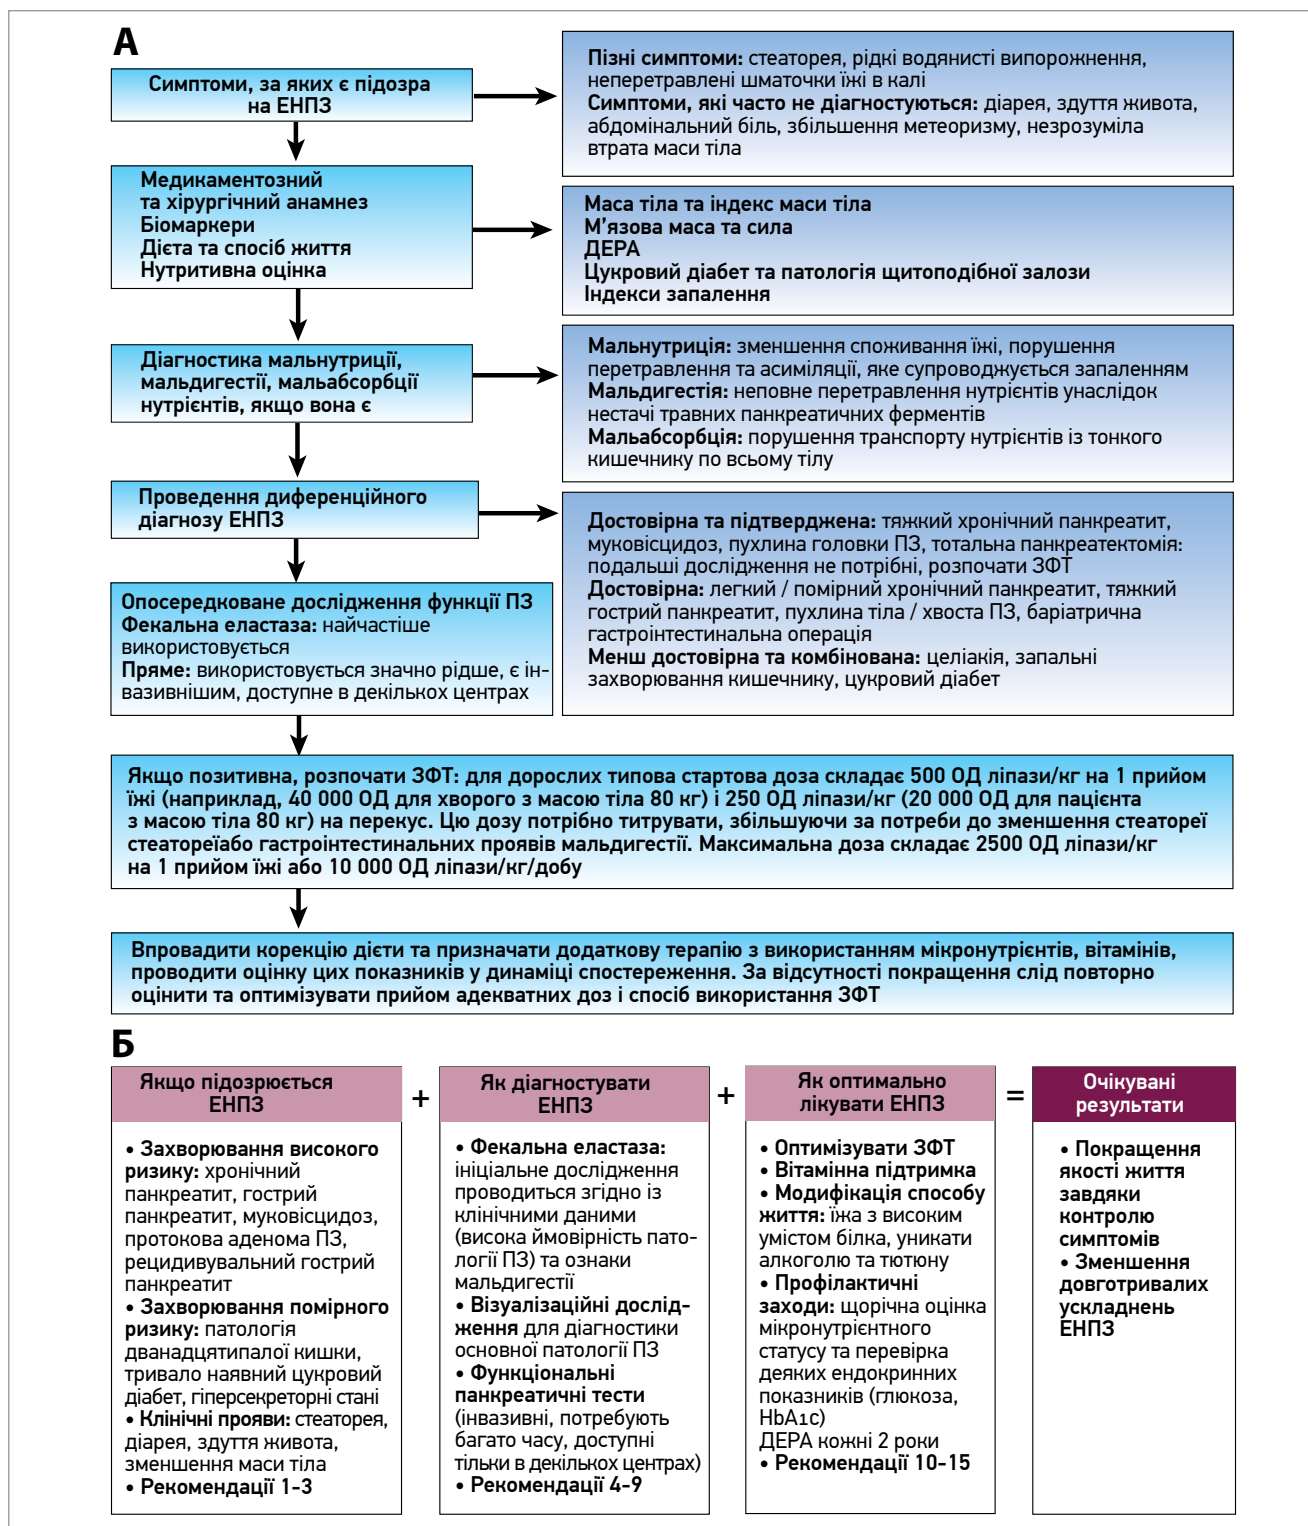 А
Симптоми, за яких є підозра
на ЕНПЗ
Пізні симптоми: стеаторея, рідкі водянисті випорожнення,
неперетравлені шматочки їжі в калі
Симптоми, які часто не діагностуються: діарея, здуття живота,
абдомінальний біль, збільшення метеоризму, незрозуміла
втрата маси тіла
Медикаментозний
та хірургічний анамнез
Біомаркери
Дієта та спосіб життя
Нутритивна оцінка
Маса тіла та індекс маси тіла
М’язова маса та сила
ДЕРА
Цукровий діабет та патологія щитоподібної залози
Індекси запалення
Діагностика мальнутриції,
мальдигестії, мальабсорбції
нутрієнтів, якщо вона є
Мальнутриція: зменшення споживання їжі, порушення
перетравлення та асиміляції, яке супроводжується запаленням
Мальдигестія: неповне перетравлення нутрієнтів унаслідок
нестачі травних панкреатичних ферментів
Мальабсорбція: порушення транспорту нутрієнтів із тонкого
кишечнику по всьому тілу
Проведення диференційного
діагнозу ЕНПЗ
Достовірна та підтверджена: тяжкий хронічний панкреатит,
муковісцидоз, пухлина головки ПЗ, тотальна панкреатектомія:
подальші дослідження не потрібні, розпочати ЗФТ
Достовірна: легкий / помірний хронічний панкреатит, тяжкий
гострий панкреатит, пухлина тіла / хвоста ПЗ, баріатрична
гастроінтестинальна операція
Менш достовірна та комбінована: целіакія, запальні
захворювання кишечнику, цукровий діабет
Опосередковане дослідження функції ПЗ
Фекальна еластаза: найчастіше
використовується
Пряме: використовується значно рідше, є ін-
вазивнішим, доступне в декількох центрах
Якщо позитивна, розпочати ЗФТ: для дорослих типова стартова доза складає 500 ОД ліпази/кг на 1 прийом
їжі (наприклад, 40 000 ОД для хворого з масою тіла 80 кг) і 250 ОД ліпази/кг (20 000 ОД для пацієнта
з масою тіла 80 кг) на перекус. Цю дозу потрібно титрувати, збільшуючи за потреби до зменшення стеатореї
стеатореїабо гастроінтестинальних проявів мальдигестії. Максимальна доза складає 2500 ОД ліпази/кг
на 1 прийом їжі або 10 000 ОД ліпази/кг/добу
Впровадити корекцію дієти та призначати додаткову терапію з використанням мікронутрієнтів, вітамінів,
проводити оцінку цих показників у динаміці спостереження. За відсутності покращення слід повторно
оцінити та оптимізувати прийом адекватних доз і спосіб використання ЗФТ
Б
Якщо підозрюється
ЕНПЗ
• Захворювання високого
ризику: хронічний
панкреатит, гострий
панкреатит, муковісцидоз,
протокова аденома ПЗ,
рецидивувальний гострий
панкреатит
• Захворювання помірного
ризику: патологія
дванадцятипалої кишки,
тривало наявний цукровий
діабет, гіперсекреторні стани
• Клінічні прояви: стеаторея,
діарея, здуття живота,
зменшення маси тіла
• Рекомендації 1-3
+
Як діагностувати
ЕНПЗ
• Фекальна еластаза:
ініціальне дослідження
проводиться згідно із
клінічними даними
(висока ймовірність пато-
логії ПЗ) та ознаки
мальдигестії
• Візуалізаційні дослід-
ження для діагностики
основної патології ПЗ
• Функціональні
панкреатичні тести
(інвазивні, потребують
багато часу, доступні
тільки в декількох центрах)
• Рекомендації 4-9
+
Як оптимально
лікувати ЕНПЗ
• Оптимізувати ЗФТ
• Вітамінна підтримка
• Модифікація способу
життя: їжа з високим
умістом білка, уникати
алкоголю та тютюну
• Профілактичні
заходи: щорічна оцінка
мікронутрієнтного
статусу та перевірка
деяких ендокринних
показників (глюкоза,
HbA1c)
ДЕРА кожні 2 роки
• Рекомендації 10-15
=
Очікувані
результати
• Покращення
якості життя
завдяки
контролю
симптомів
• Зменшення
довготривалих
ускладнень
ЕНПЗ